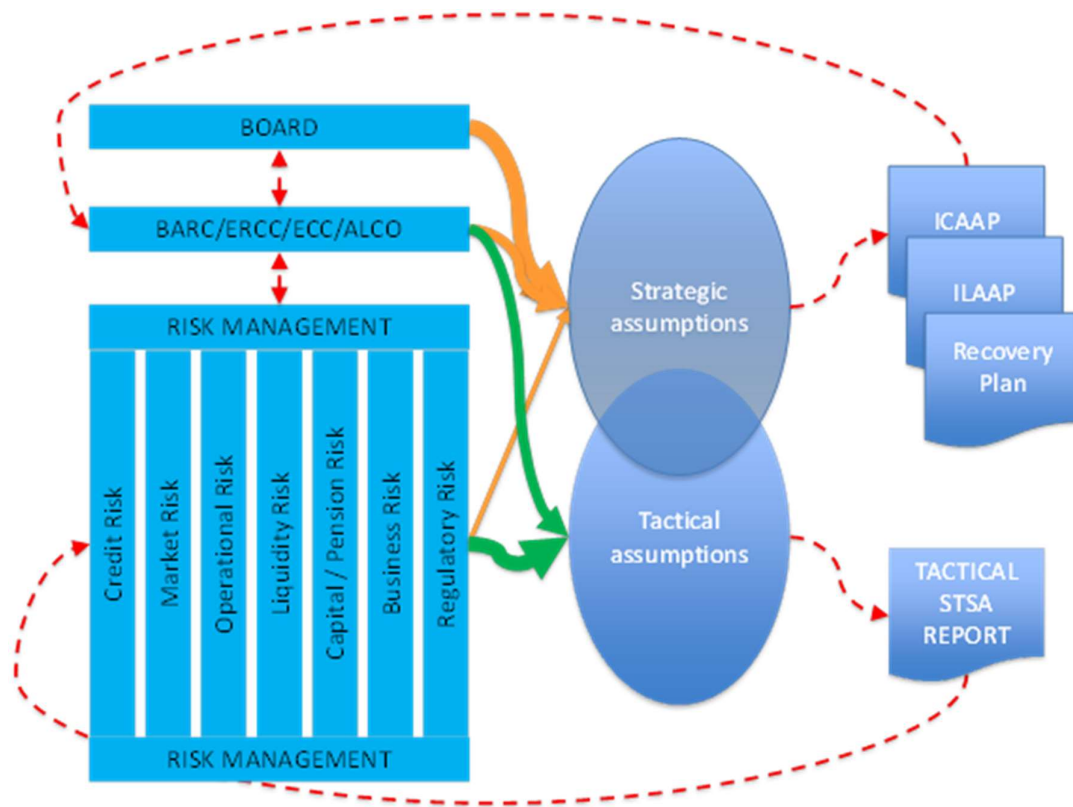 BOARD
BARC/ERCC/ECC/ALCO
RISK MANAGEMENT
Credit Risk
Market Risk
Operational Risk
Liquidity Risk
Capital / Pension Risk
Business Risk
Regulatory Risk
RISK MANAGEMENT
Strategic
assumptions
Tactical
assumptions
ICAAP
ILAAP
Recovery
Plan
TACTICAL
STSA
REPORT